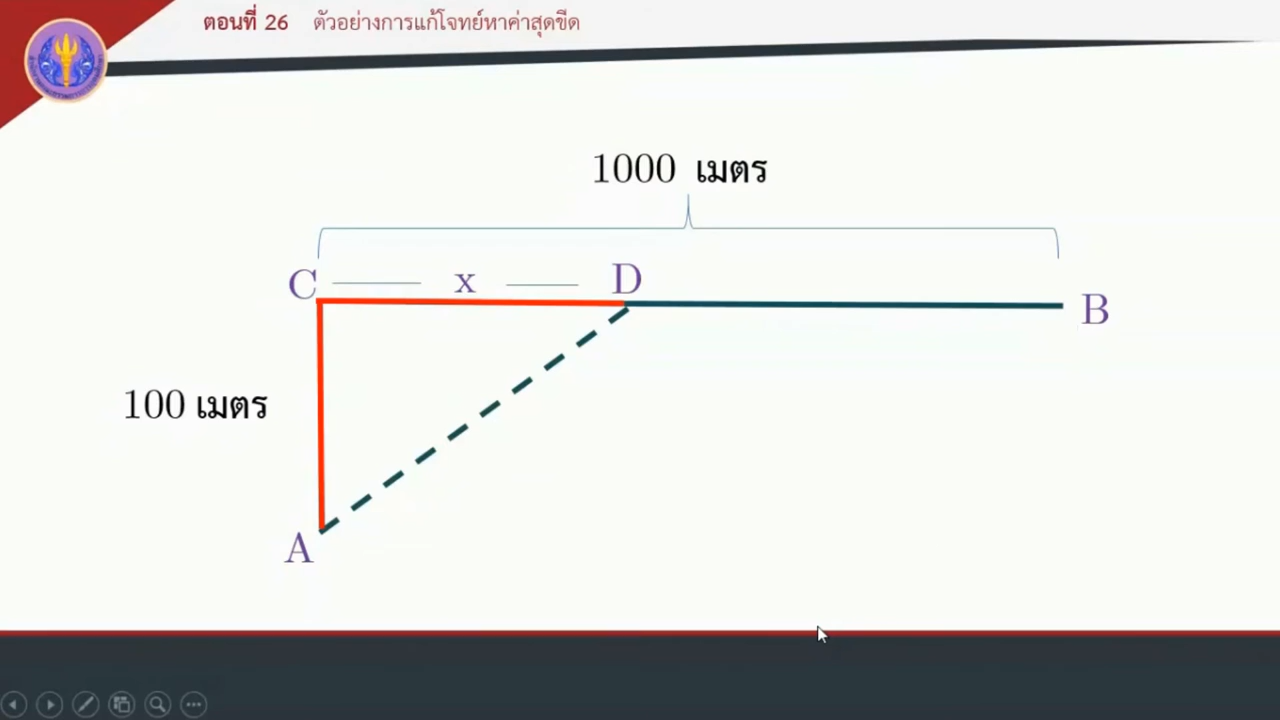 ตอนที่ 26 ตัวอย่างการแก้โจทย์หาค่าสุดขีด
1000 เมตร
C x D
B
100 เมตร
A